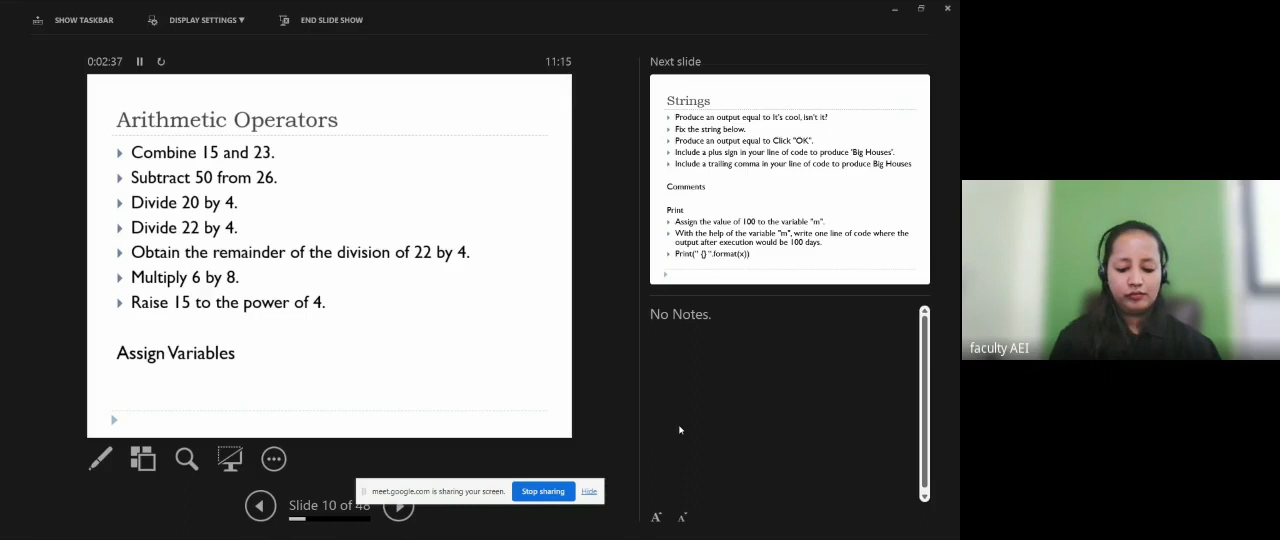 SHOW TASKBAR DISPLAY SETTINGS ▼ END SLIDE SHOW
0:02:37 11:15
Arithmetic Operators
Combine 15 and 23.
Subtract 50 from 26.
Divide 20 by 4.
Divide 22 by 4.
Obtain the remainder of the division of 22 by 4.
Multiply 6 by 8.
Raise 15 to the power of 4.
Assign Variables
meet.google.com is sharing your screen. Stop sharing Hide
Slide 10 of 48
Next slide
Strings
Produce an output equal to It's cool, isn't it?
Fix the string below.
Produce an output equal to Click "OK".
Include a plus sign in your line of code to produce 'Big Houses'.
Include a trailing comma in your line of code to produce Big Houses
Comments
Print
Assign the value of 100 to the variable "m".
With the help of the variable "m", write one line of code where the
output after execution would be 100 days.
Print(" {} ".format(x))
No Notes.
A A
faculty AEI